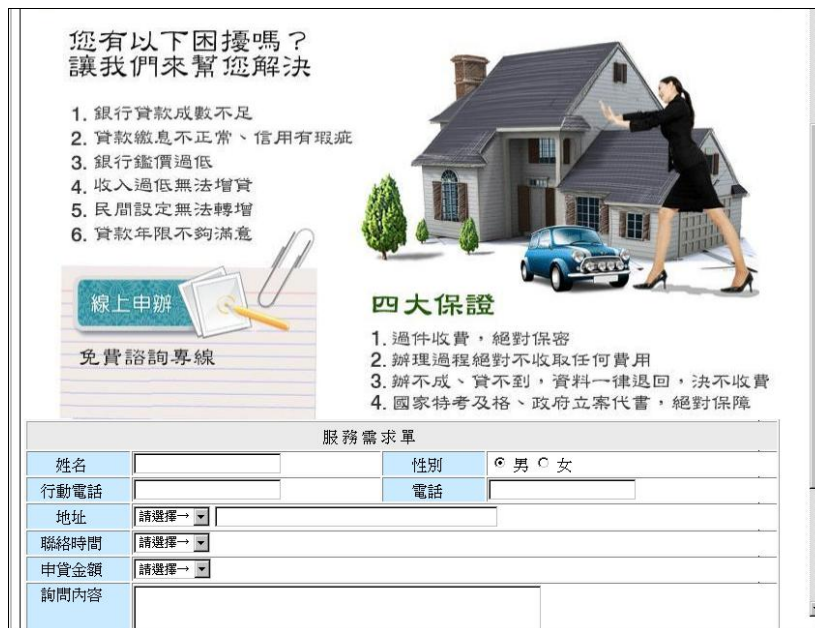 您有以下困擾嗎？
讓我們來幫您解決
1. 銀行貸款成數不足
2. 貸款繳息不正常、信用有瑕疵
3. 銀行鑑價過低
4. 收入過低無法增貸
5. 民間設定無法轉增
6. 貸款年限不夠滿意
線上申辦
免費諮詢專線
四大保證
1. 過件收費，絕對保密
2. 辦理過程絕對不收取任何費用
3. 辦不成、貸不到，資料一律退回，決不收費
4. 國家特考及格、政府立案代書，絕對保障
服務需求單
姓名 性別 男 女
行動電話 電話
地址 請選擇→
聯絡時間 請選擇→
申貸金額 請選擇→
詢問內容